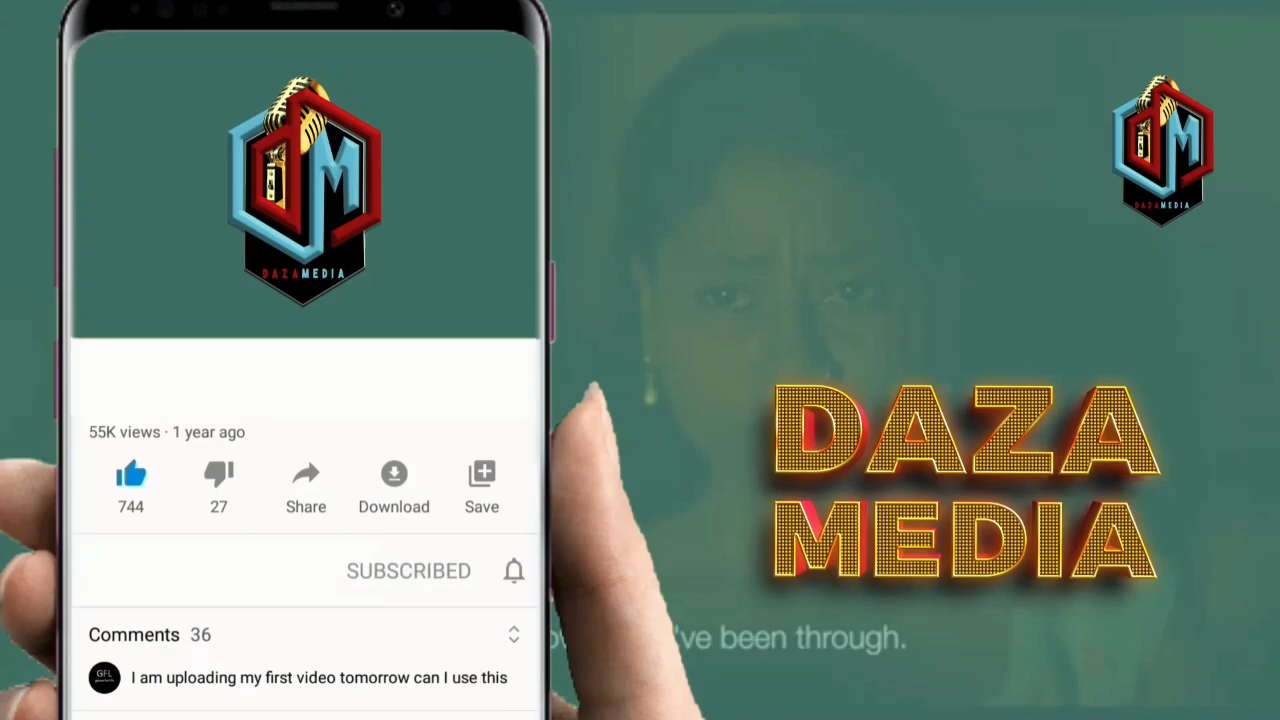 DAZAMEDIA
55K views · 1 year ago
744
27
Share
Download
Save
SUBSCRIBED
Comments 36
GFL
I am uploading my first video tomorrow can I use this
DAZAMEDIA
DAZA
MEDIA
've been through.